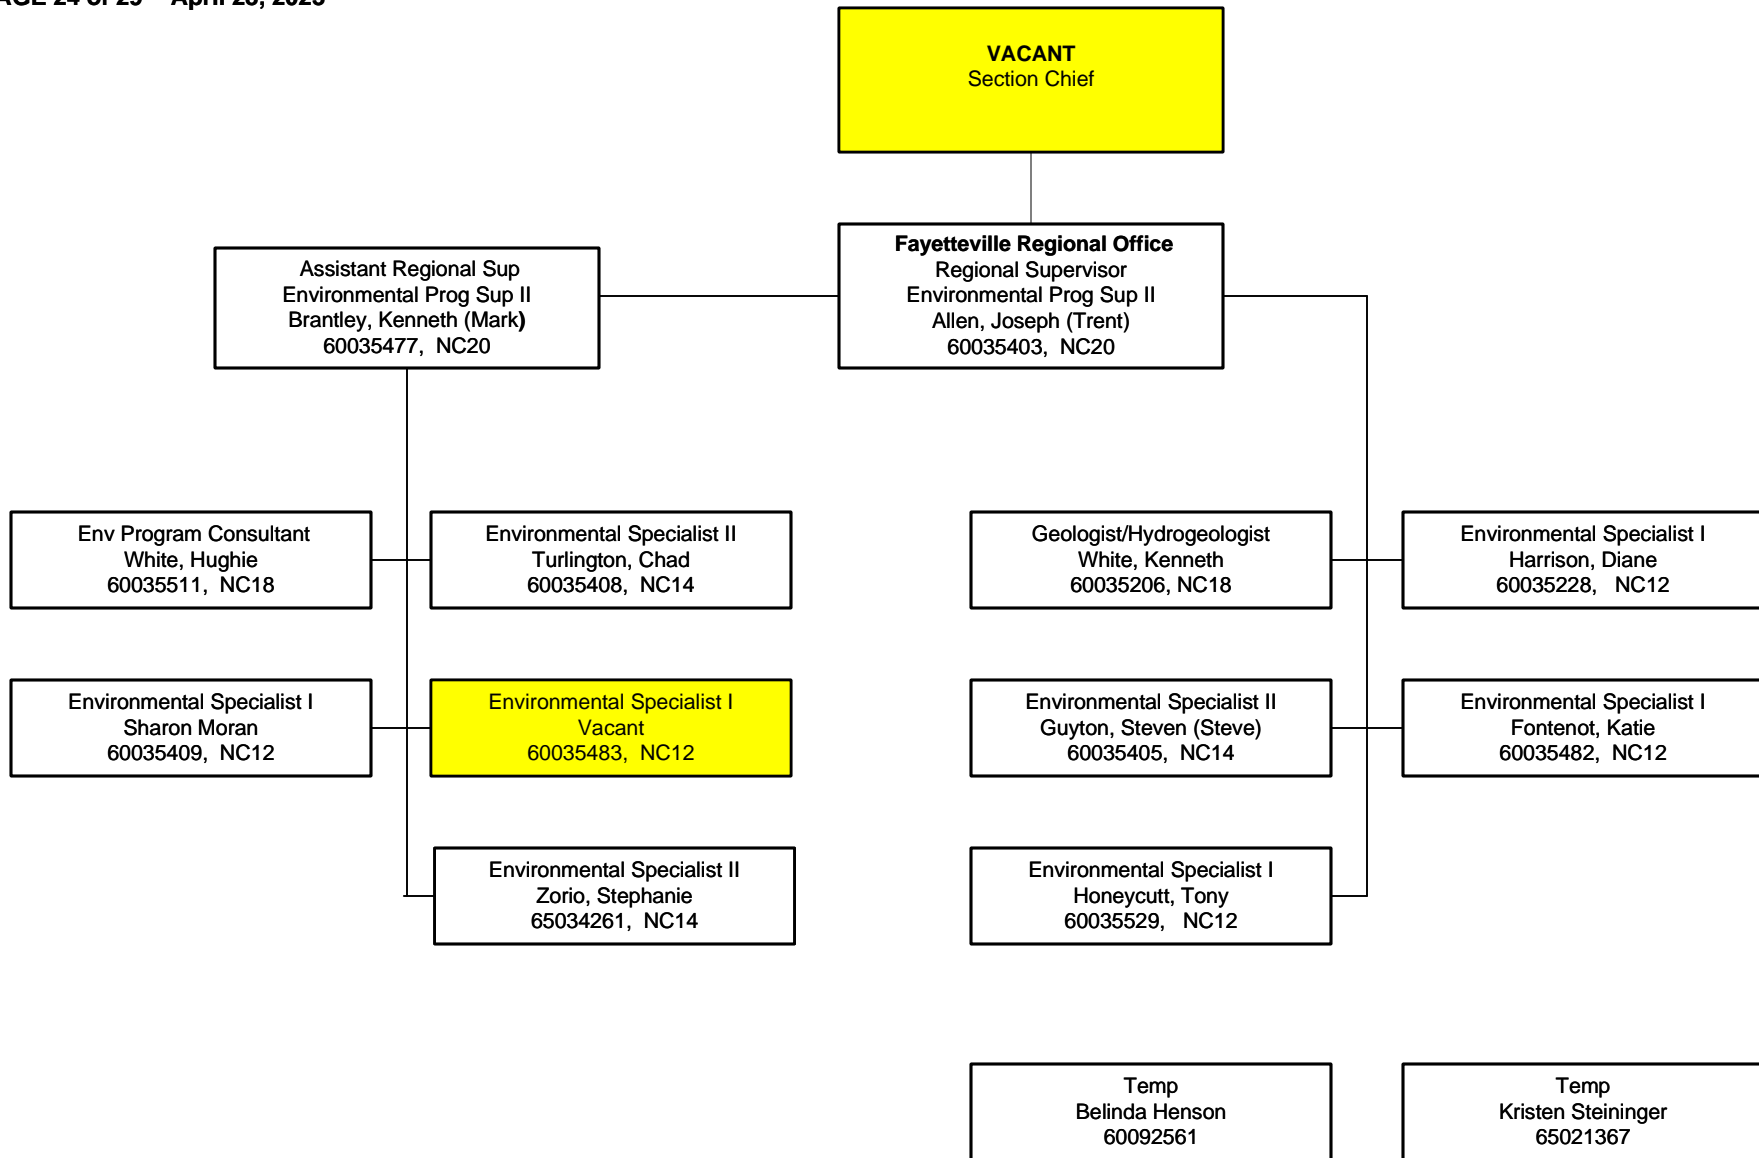 April 28, 2023
VACANT
Section Chief
Fayetteville Regional Office
Regional Supervisor
Environmental Prog Sup II
Allen, Joseph (Trent)
60035403, NC20
Assistant Regional Sup
Environmental Prog Sup II
Brantley, Kenneth (Mark)
60035477, NC20
Env Program Consultant
White, Hughie
60035511, NC18
Environmental Specialist II
Turlington, Chad
60035408, NC14
Geologist/Hydrogeologist
White, Kenneth
60035206, NC18
Environmental Specialist I
Harrison, Diane
60035228, NC12
Environmental Specialist I
Sharon Moran
60035409, NC12
Environmental Specialist I
Vacant
60035483, NC12
Environmental Specialist II
Guyton, Steven (Steve)
60035405, NC14
Environmental Specialist I
Fontenot, Katie
60035482, NC12
Environmental Specialist II
Zorio, Stephanie
65034261, NC14
Environmental Specialist I
Honeycutt, Tony
60035529, NC12
Temp
Belinda Henson
60092561
Temp
Kristen Steininger
65021367